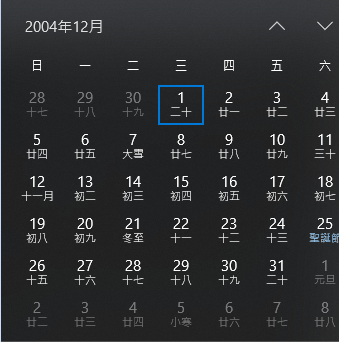 2004年12月
日 一 二 三 四 五 六
28 29 30 1 2 3 4
十七 十八 十九 二十 廿一 廿二 廿三
5 6 7 8 9 10 11
廿四 廿五 大雪 廿七 廿八 廿九 三十
12 13 14 15 16 17 18
十一月 初二 初三 初四 初五 初六 初七
19 20 21 22 23 24 25
初八 初九 冬至 十一 十二 十三 聖誕節
26 27 28 29 30 31 1
十五 十六 十七 十八 十九 二十 元旦
2 3 4 5 6 7 8
廿二 廿三 廿四 小寒 廿六 廿七 廿八